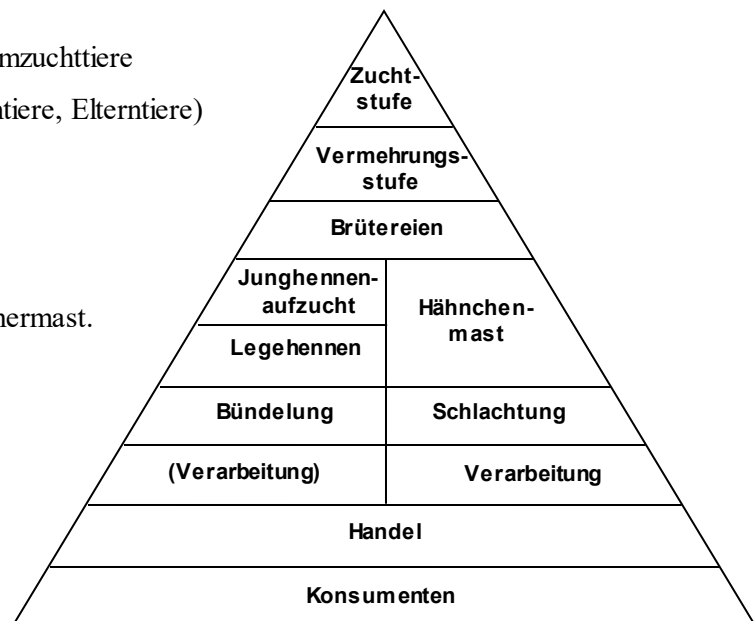 mzuchttiere
tiere, Elterntiere)
ermast.
Zucht-
stufe
Vermehrungs-
stufe
Brütereien
Junghennen-
aufzucht
Legehennen
Hähnchen-
mast
Bündelung
Schlachtung
(Verarbeitung)
Verarbeitung
Handel
Konsumenten